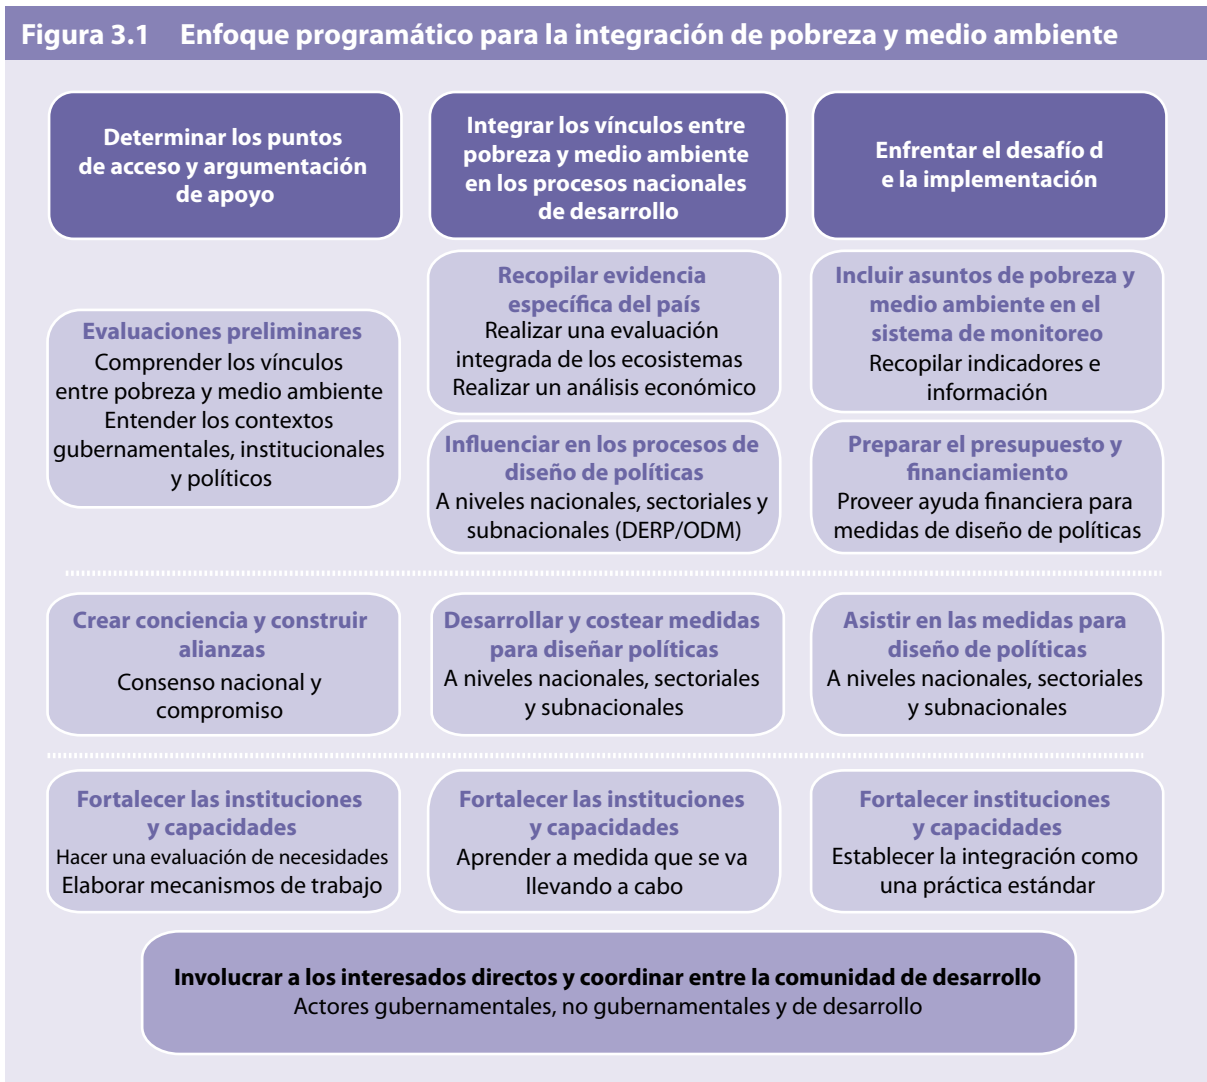 Figura 3.1 Enfoque programático para la integración de pobreza y medio ambiente
Determinar los puntos
de acceso y argumentación
de apoyo
Integrar los vínculos entre
pobreza y medio ambiente
en los procesos nacionales
de desarrollo
Enfrentar el desafío d
e la implementación
Evaluaciones preliminares
Comprender los vínculos
entre pobreza y medio ambiente
Entender los contextos
gubernamentales, institucionales
y políticos
Recopilar evidencia
específica del país
Realizar una evaluación
integrada de los ecosistemas
Realizar un análisis económico
Incluir asuntos de pobreza y
medio ambiente en el
sistema de monitoreo
Recopilar indicadores e
información
Influenciar en los procesos de
diseño de políticas
A niveles nacionales, sectoriales y
subnacionales (DERP/ODM)
Preparar el presupuesto y
financiamiento
Proveer ayuda financiera para
medidas de diseño de políticas
Crear conciencia y construir
alianzas
Consenso nacional y
compromiso
Desarrollar y costear medidas
para diseñar políticas
A niveles nacionales, sectoriales
y subnacionales
Asistir en las medidas para
diseño de políticas
A niveles nacionales, sectoriales
y subnacionales
Fortalecer las instituciones
y capacidades
Hacer una evaluación de necesidades
Elaborar mecanismos de trabajo
Fortalecer las instituciones
y capacidades
Aprender a medida que se va
llevando a cabo
Fortalecer instituciones
y capacidades
Establecer la integración como
una práctica estándar
Involucrar a los interesados directos y coordinar entre la comunidad de desarrollo
Actores gubernamentales, no gubernamentales y de desarrollo